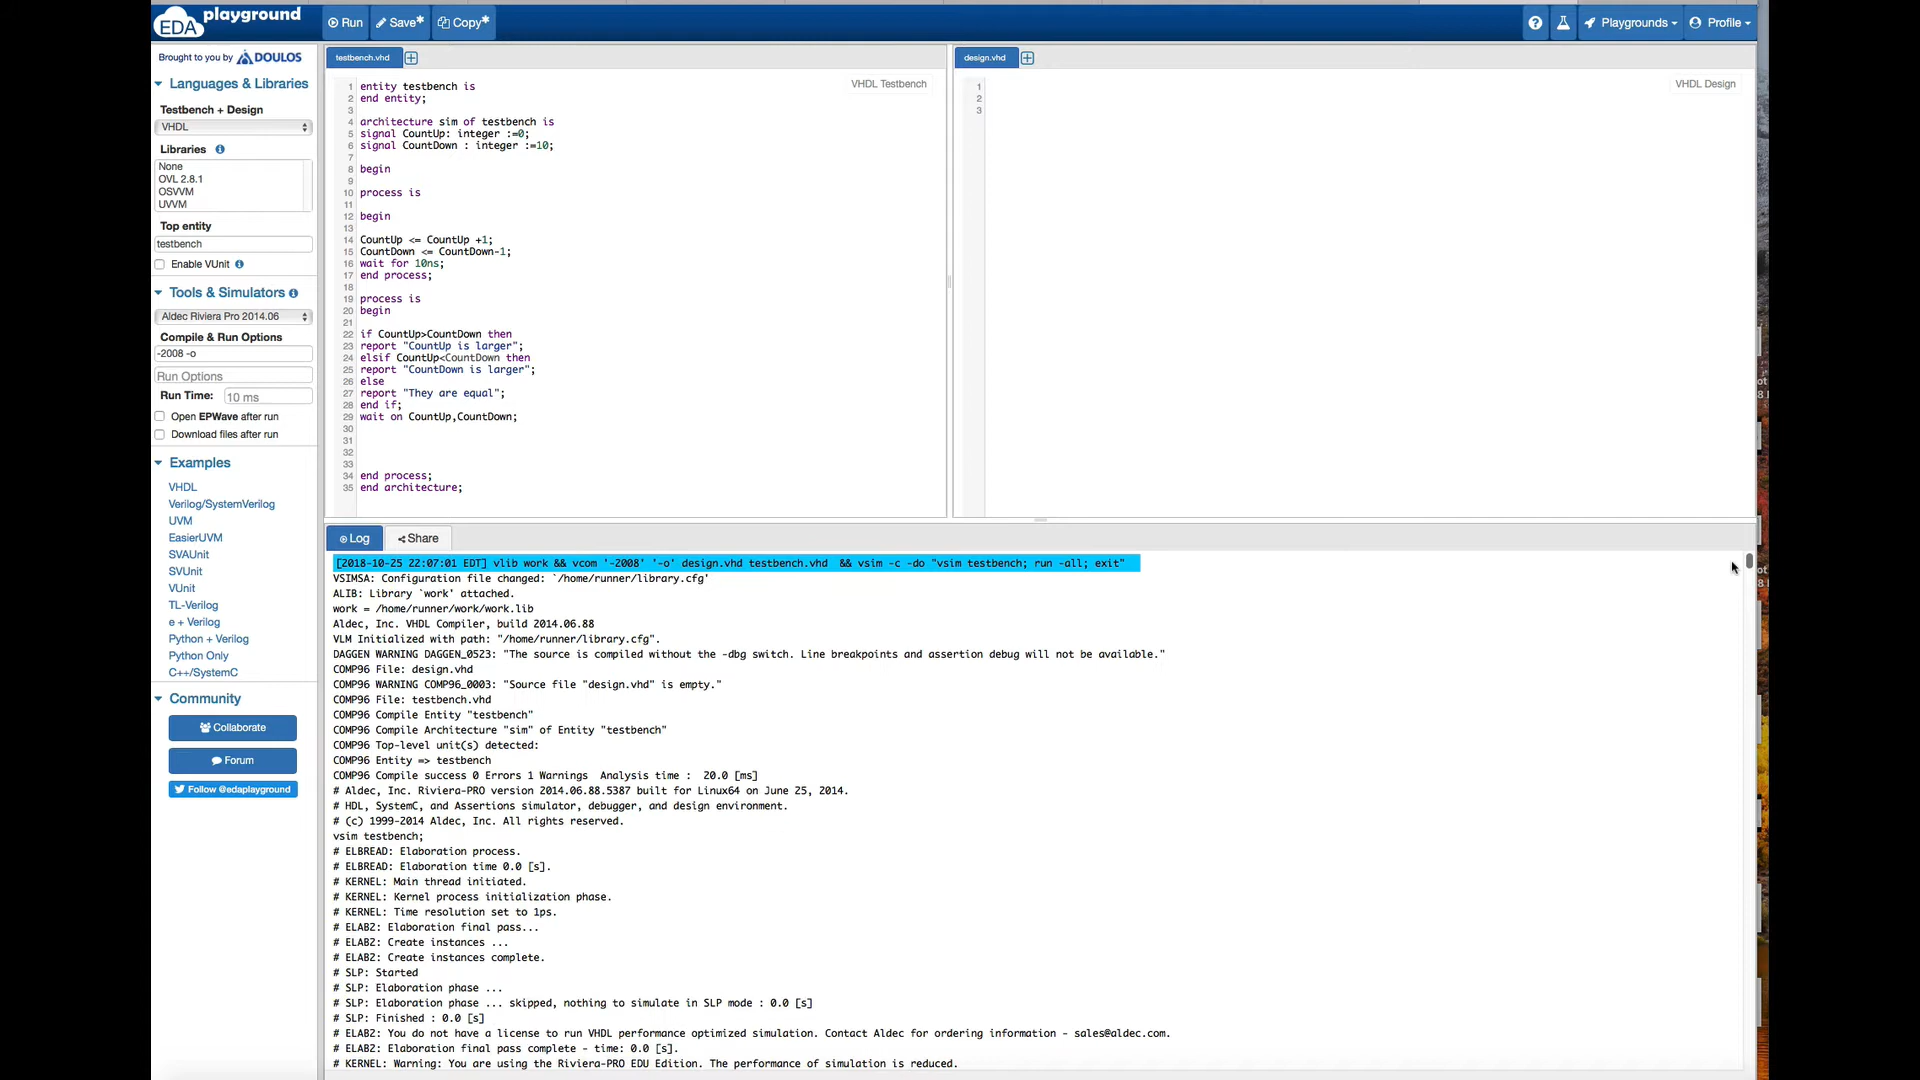 EDA playground
Run
Save*
Copy*
Playgrounds
Profile
Brought to you by DOULOS
Languages & Libraries
Testbench + Design
VHDL
Libraries
None
OVL 2.8.1
OSVVM
UVVM
Top entity
testbench
Enable VUnit
Tools & Simulators
Aldec Riviera Pro 2014.06
Compile & Run Options
-2008 -o
Run Options
Run Time: 10 ms
Open EPWave after run
Download files after run
Examples
VHDL
Verilog/SystemVerilog
UVM
EasierUVM
SVAUnit
SVUnit
VUnit
TL-Verilog
e + Verilog
Python + Verilog
Python Only
C++/SystemC
Community
Collaborate
Forum
Follow @edaplayground
testbench.vhd
VHDL Testbench
1 entity testbench is
2 end entity;
3
4 architecture sim of testbench is
5 signal CountUp: integer :=0;
6 signal CountDown : integer :=10;
7
8 begin
9
10 process is
11
12 begin
13
14 CountUp <= CountUp +1;
15 CountDown <= CountDown-1;
16 wait for 10ns;
17 end process;
18
19 process is
20 begin
21
22 if CountUp>CountDown then
23 report "CountUp is larger";
24 elsif CountUp<CountDown then
25 report "CountDown is larger";
26 else
27 report "They are equal";
28 end if;
29 wait on CountUp,CountDown;
30
31
32
33
34 end process;
35 end architecture;
design.vhd
VHDL Design
1
2
3
Log
Share
[2018-10-25 22:07:01 EDT] vlib work && vcom '-2008' '-o' design.vhd testbench.vhd && vsim -c -do "vsim testbench; run -all; exit"
VSIMSA: Configuration file changed: `/home/runner/library.cfg'
ALIB: Library `work' attached.
work = /home/runner/work/work.lib
Aldec, Inc. VHDL Compiler, build 2014.06.88
VLM Initialized with path: "/home/runner/library.cfg".
DAGGEN WARNING DAGGEN_0523: "The source is compiled without the -dbg switch. Line breakpoints and assertion debug will not be available."
COMP96 File: design.vhd
COMP96 WARNING COMP96_0003: "Source file "design.vhd" is empty."
COMP96 File: testbench.vhd
COMP96 Compile Entity "testbench"
COMP96 Compile Architecture "sim" of Entity "testbench"
COMP96 Top-level unit(s) detected:
COMP96 Entity => testbench
COMP96 Compile success 0 Errors 1 Warnings Analysis time : 20.0 [ms]
# Aldec, Inc. Riviera-PRO version 2014.06.88.5387 built for Linux64 on June 25, 2014.
# HDL, SystemC, and Assertions simulator, debugger, and design environment.
# (c) 1999-2014 Aldec, Inc. All rights reserved.
vsim testbench;
# ELBREAD: Elaboration process.
# ELBREAD: Elaboration time 0.0 [s].
# KERNEL: Main thread initiated.
# KERNEL: Kernel process initialization phase.
# KERNEL: Time resolution set to 1ps.
# ELAB2: Elaboration final pass...
# ELAB2: Create instances ...
# ELAB2: Create instances complete.
# SLP: Started
# SLP: Elaboration phase ...
# SLP: Elaboration phase ... skipped, nothing to simulate in SLP mode : 0.0 [s]
# SLP: Finished : 0.0 [s]
# ELAB2: You do not have a license to run VHDL performance optimized simulation. Contact Aldec for ordering information - sales@aldec.com.
# ELAB2: Elaboration final pass complete - time: 0.0 [s].
# KERNEL: Warning: You are using the Riviera-PRO EDU Edition. The performance of simulation is reduced.